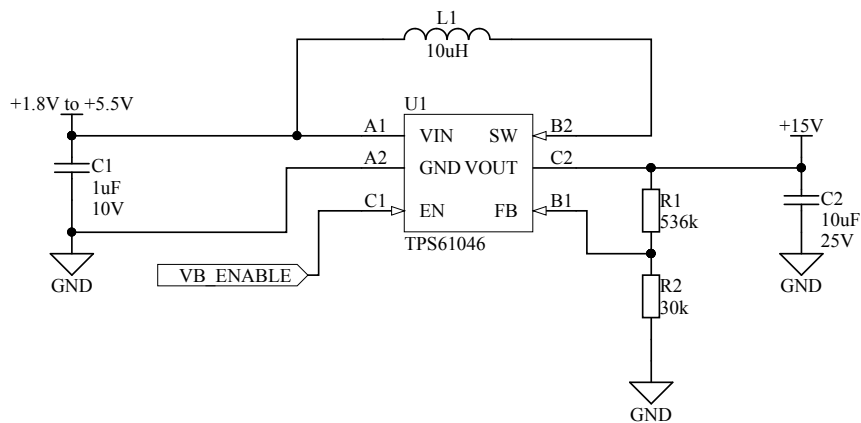 L1
10uH
+1.8V to +5.5V
U1
+15V
A1 VIN SW B2
A2 GND VOUT C2
C1 EN FB B1
TPS61046
C1
1uF
10V
R1
536k
C2
10uF
25V
VB_ENABLE
GND
GND
R2
30k
GND